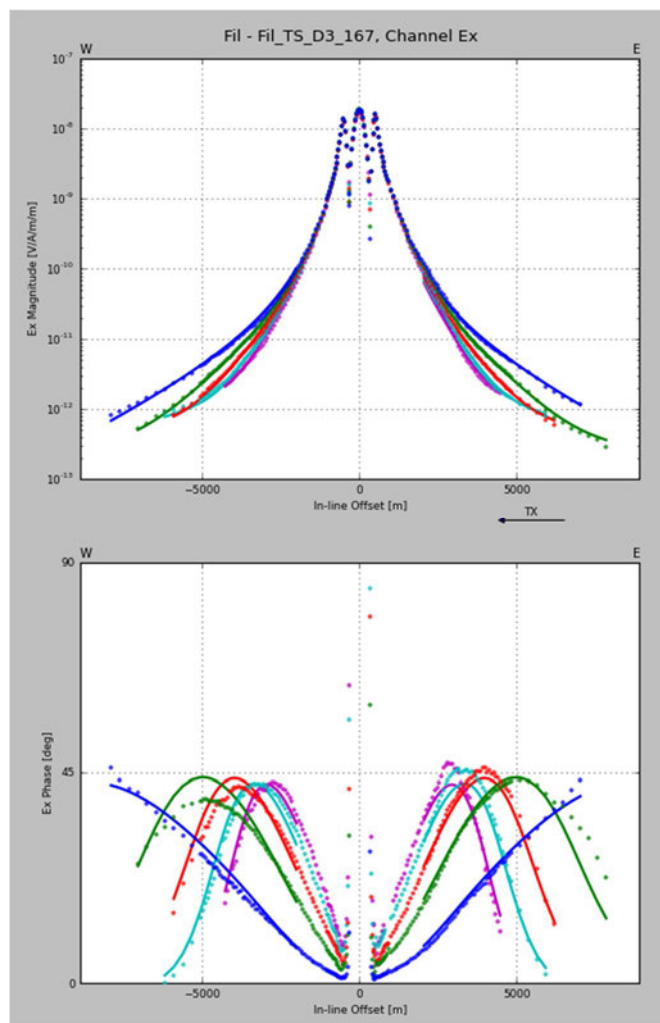 Fil - Fil_TS_D3_167, Channel Ex
W E
10⁻⁷
10⁻⁸
10⁻⁹
10⁻¹⁰
10⁻¹¹
10⁻¹²
10⁻¹³
Ex Magnitude [V/A/m/m]
−5000 0 5000
In-line Offset [m]
TX
W E
90
45
0
Ex Phase [deg]
−5000 0 5000
In-line Offset [m]